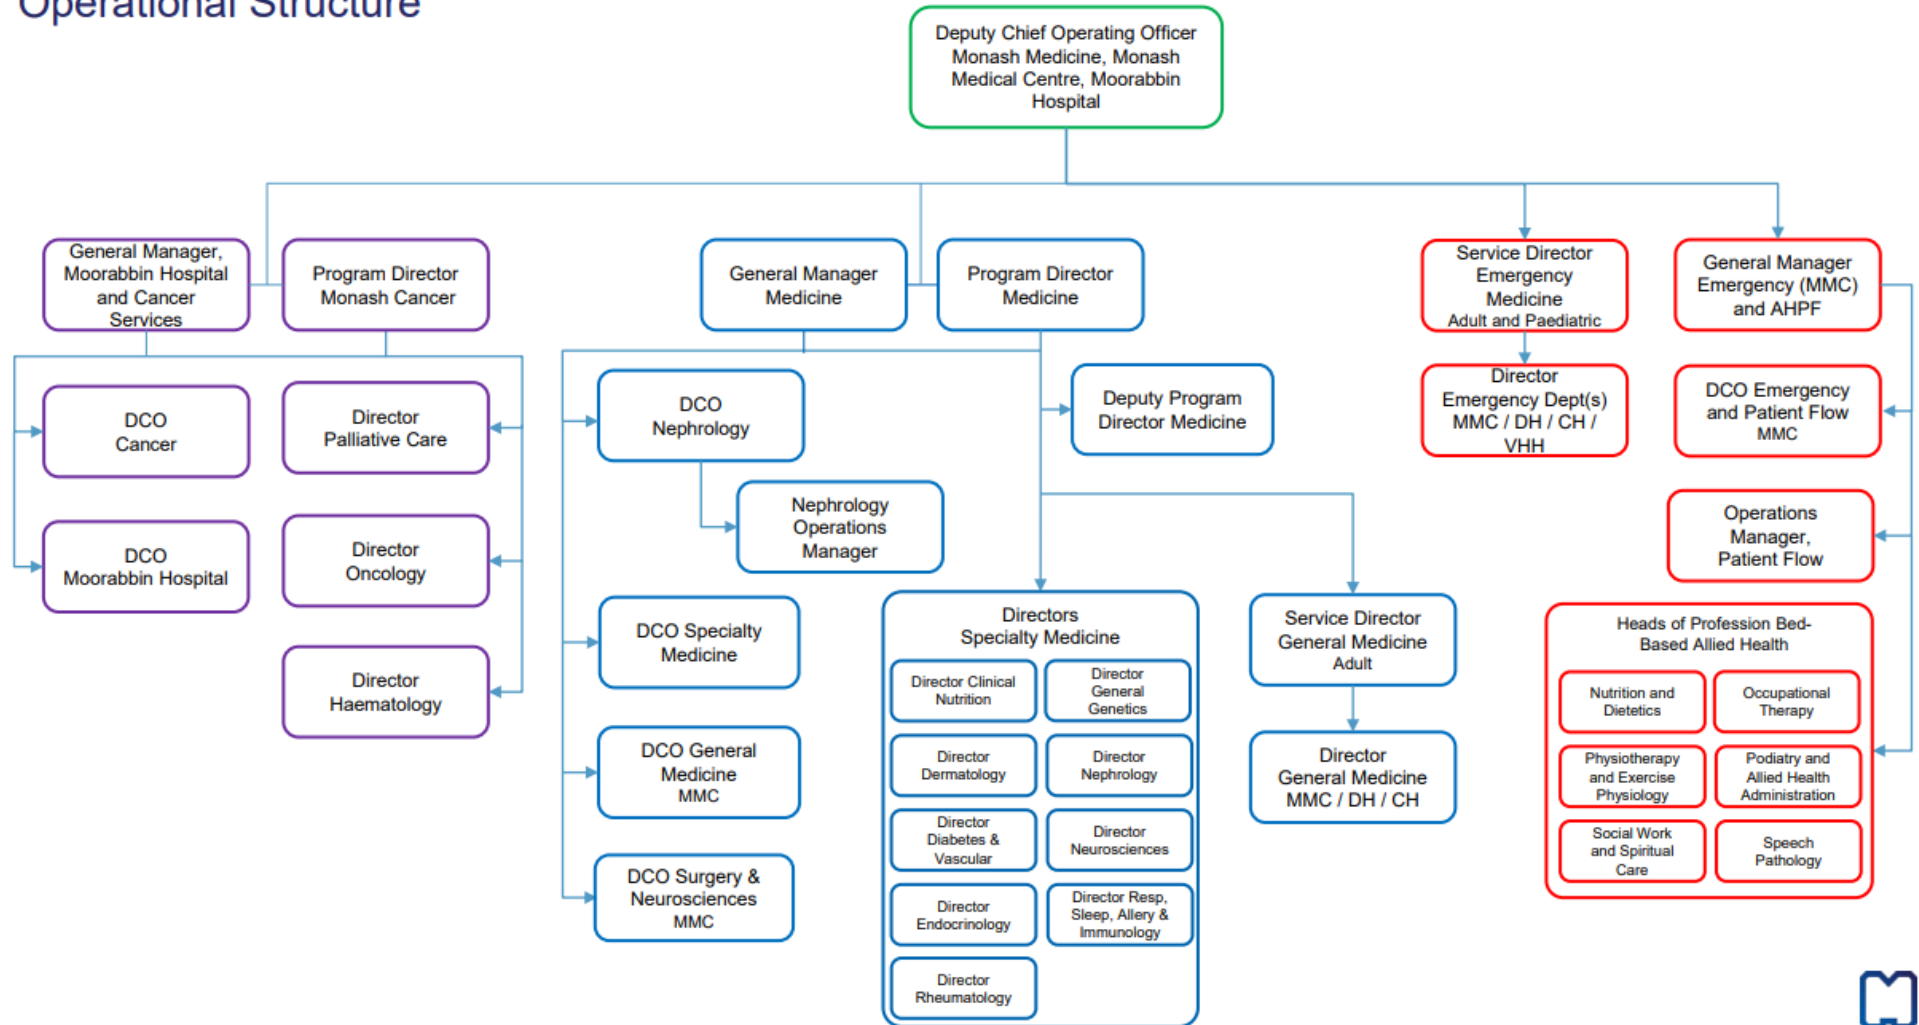 Operational Structure
Deputy Chief Operating Officer
Monash Medicine, Monash
Medical Centre, Moorabbin
Hospital
General Manager,
Moorabbin Hospital
and Cancer
Services
Program Director
Monash Cancer
General Manager
Medicine
Program Director
Medicine
Service Director
Emergency
Medicine
Adult and Paediatric
General Manager
Emergency (MMC)
and AHPF
DCO
Cancer
Director
Palliative Care
DCO
Nephrology
Deputy Program
Director Medicine
Director
Emergency Dept(s)
MMC / DH / CH /
VHH
DCO Emergency
and Patient Flow
MMC
DCO
Moorabbin Hospital
Director
Oncology
Nephrology
Operations
Manager
Operations
Manager,
Patient Flow
Director
Haematology
DCO Specialty
Medicine
DCO General
Medicine
MMC
DCO Surgery &
Neurosciences
MMC
Directors
Specialty Medicine
Director Clinical
Nutrition
Director
General
Genetics
Director
Dermatology
Director
Nephrology
Director
Diabetes &
Vascular
Director
Neurosciences
Director
Endocrinology
Director Resp,
Sleep, Allery &
Immunology
Director
Rheumatology
Service Director
General Medicine
Adult
Director
General Medicine
MMC / DH / CH
Heads of Profession Bed-
Based Allied Health
Nutrition and
Dietetics
Occupational
Therapy
Physiotherapy
and Exercise
Physiology
Podiatry and
Allied Health
Administration
Social Work
and Spiritual
Care
Speech
Pathology